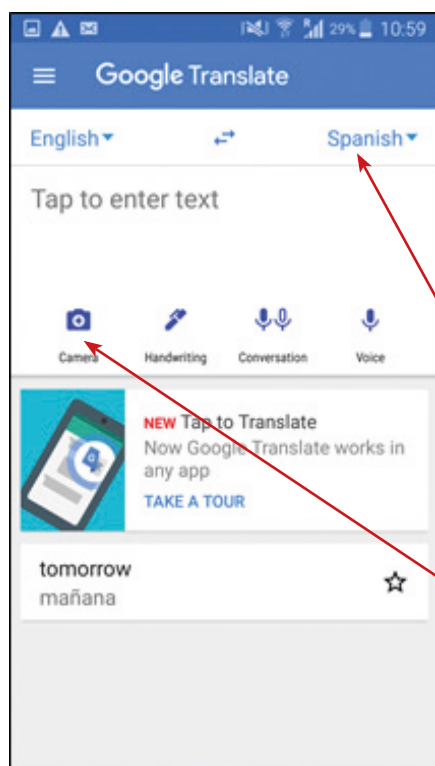 29% 10:59
Google Translate
English Spanish
Tap to enter text
Camera Handwriting Conversation Voice
NEW Tap to Translate
Now Google Translate works in
any app
TAKE A TOUR
tomorrow
mañana